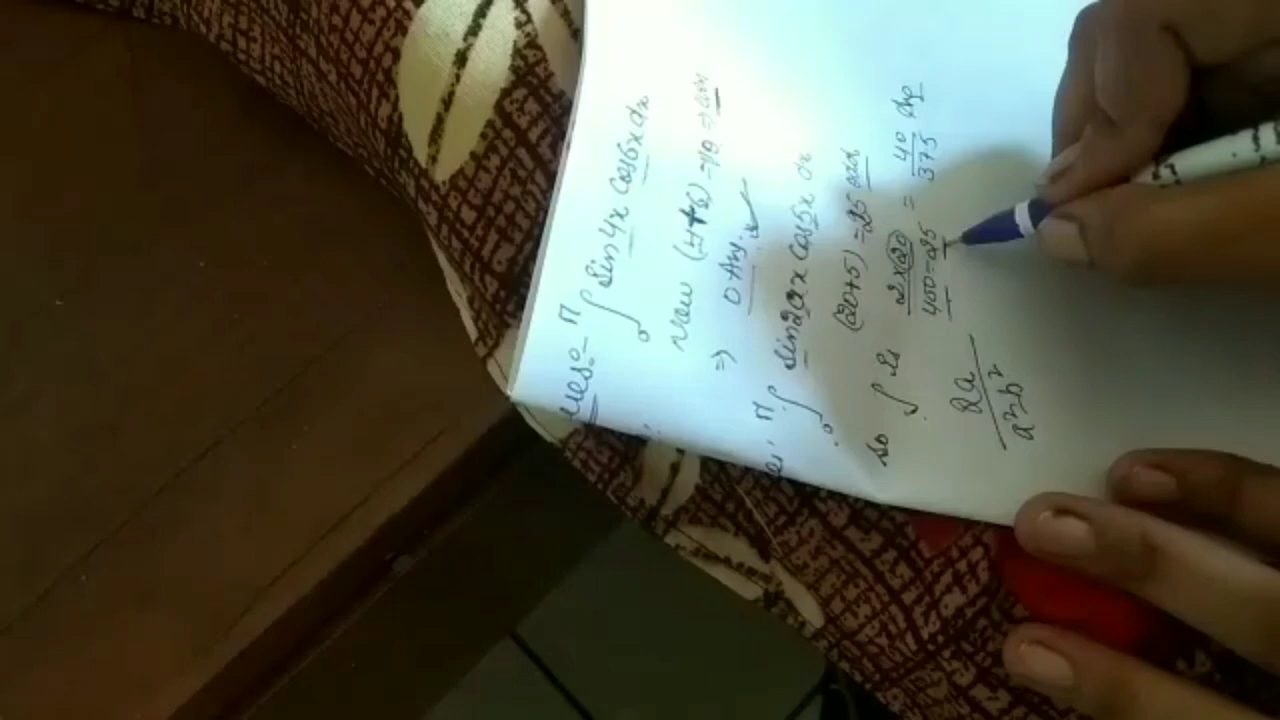 Ques:- ∫₀^π sin4x cos6x dx
Now (4+6) = 10 ⇒ even
⇒ 0 Ans.
∫₀^π sin20x cos5x dx
(20+5) = 25 odd
so ∫ 2×20 / 400-25 = 40/375 Ans
2a / a²-b²